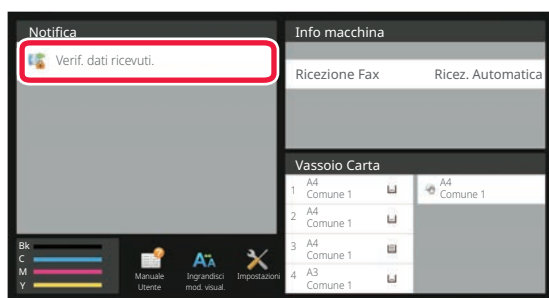 Notifica
Verif. dati ricevuti.
Info macchina
Ricezione Fax Ricez. Automatica
Vassoio Carta
1 A4
Comune 1
A4
Comune 1
2 A4
Comune 1
3 A4
Comune 1
4 A3
Comune 1
Bk
C
M
Y
Manuale
Utente
Ingrandisci
mod. visual.
Impostazioni